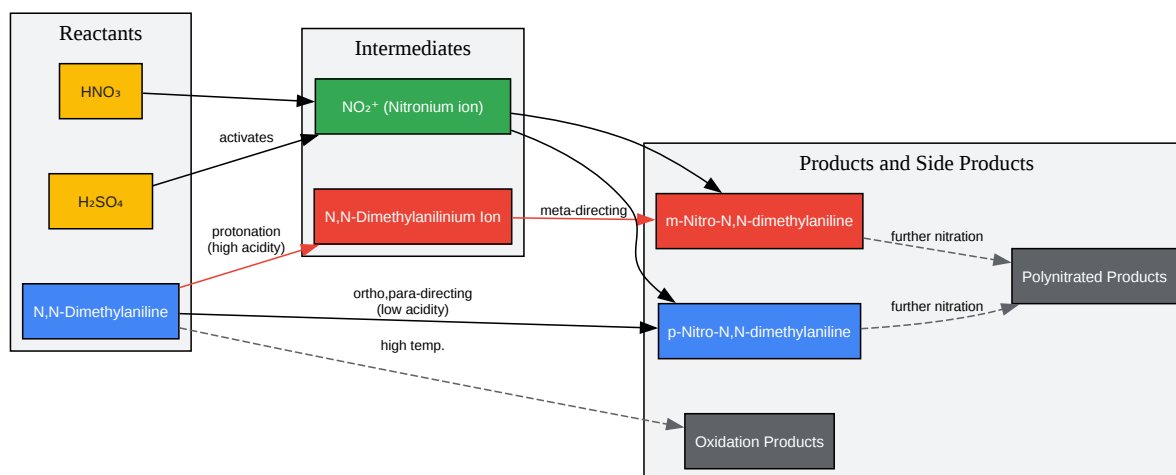 Reactants
HNO₃
H₂SO₄
N,N-Dimethylaniline
activates
protonation
(high acidity)
ortho,para-directing
(low acidity)
high temp.
Intermediates
NO₂⁺ (Nitronium ion)
N,N-Dimethylanilinium Ion
meta-directing
Products and Side Products
m-Nitro-N,N-dimethylaniline
p-Nitro-N,N-dimethyliniline
further nitration
further nitration
Polynitrated Products
Oxidation Products